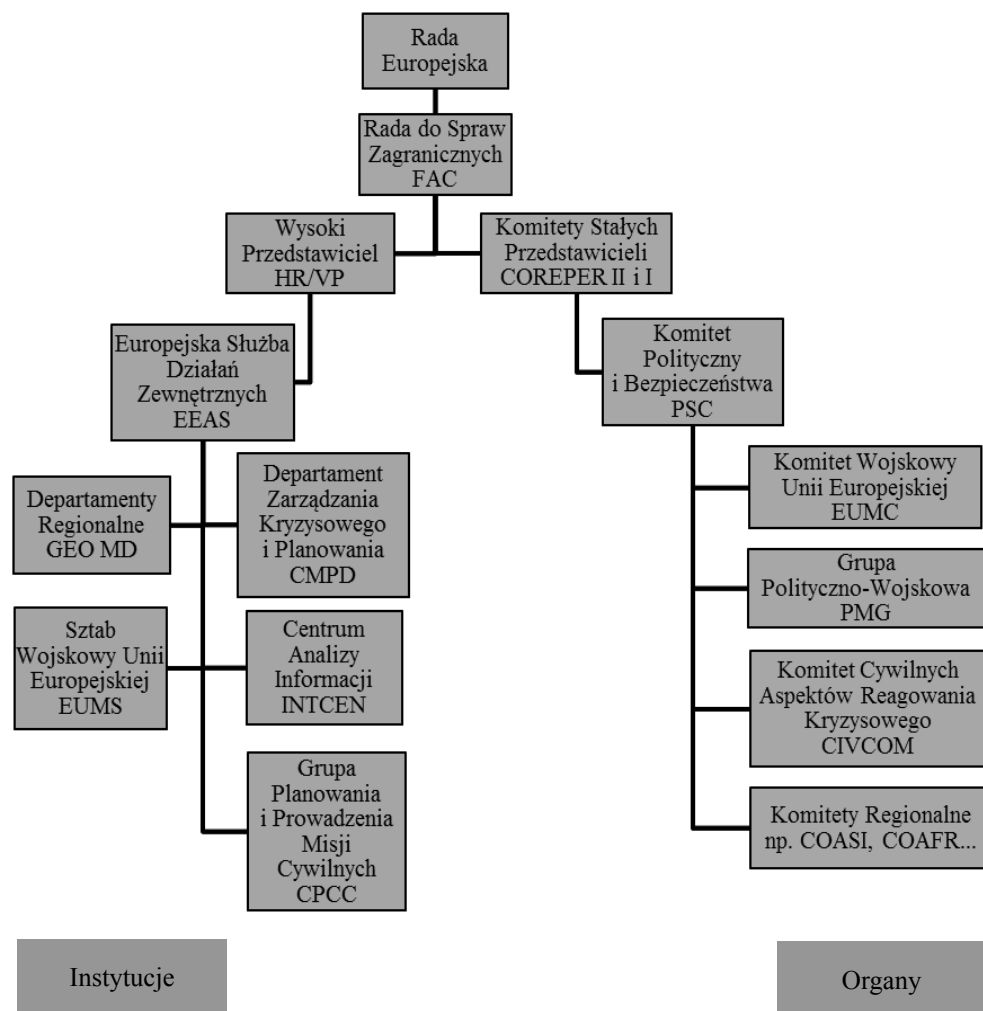 Rada
Europejska
Rada do Spraw
Zagranicznych
FAC
Wysoki
Przedstawiciel
HR/VP
Komitety Stałych
Przedstawicieli
COREPER II i I
Europejska Służba
Działań
Zewnętrznych
EEAS
Komitet
Polityczny
i Bezpieczeństwa
PSC
Departamenty
Regionalne
GEO MD
Departament
Zarządzania
Kryzysowego
i Planowania
CMPD
Sztab
Wojskowy Unii
Europejskiej
EUMS
Centrum
Analizy
Informacji
INTCEN
Grupa
Planowania
i Prowadzenia
Misji
Cywilnych
CPCC
Komitet Wojskowy
Unii Europejskiej
EUMC
Grupa
Polityczno-Wojskowa
PMG
Komitet Cywilnych
Aspektów Reagowania
Kryzysowego
CIVCOM
Komitety Regionalne
np. COASI, COAFR...
Instytucje
Organy